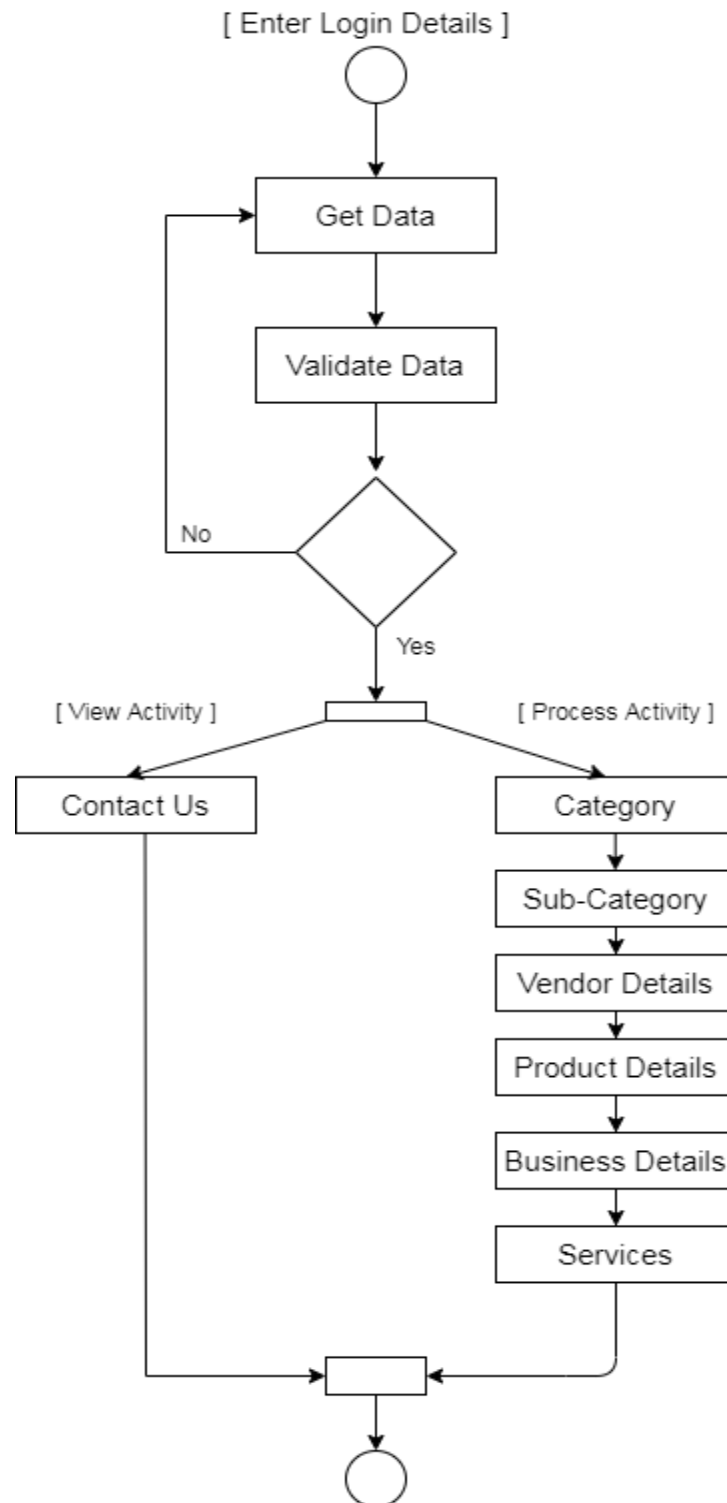 [ Enter Login Details ]
Get Data
Validate Data
No
Yes
[ View Activity ]
[ Process Activity ]
Contact Us
Category
Sub-Category
Vendor Details
Product Details
Business Details
Services